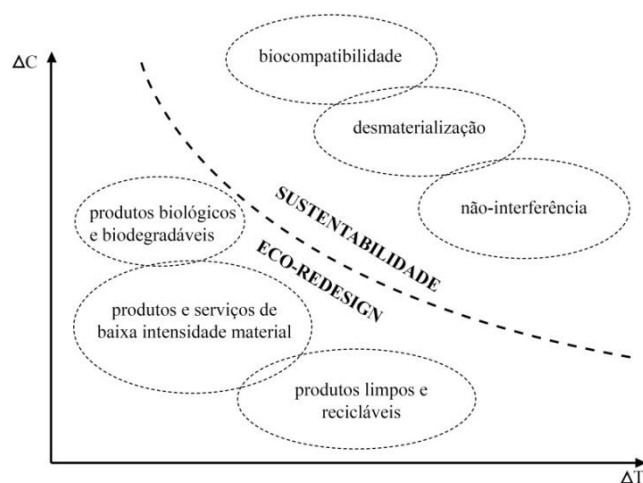 ΔC
biocompatibilidade
desmaterialização
não-interferência
produtos biológicos
e biodegradáveis
SUSTENTABILIDADE
ECO-REDESIGN
produtos e serviços de
baixa intensidade material
produtos limpos e
recicláveis
ΔT